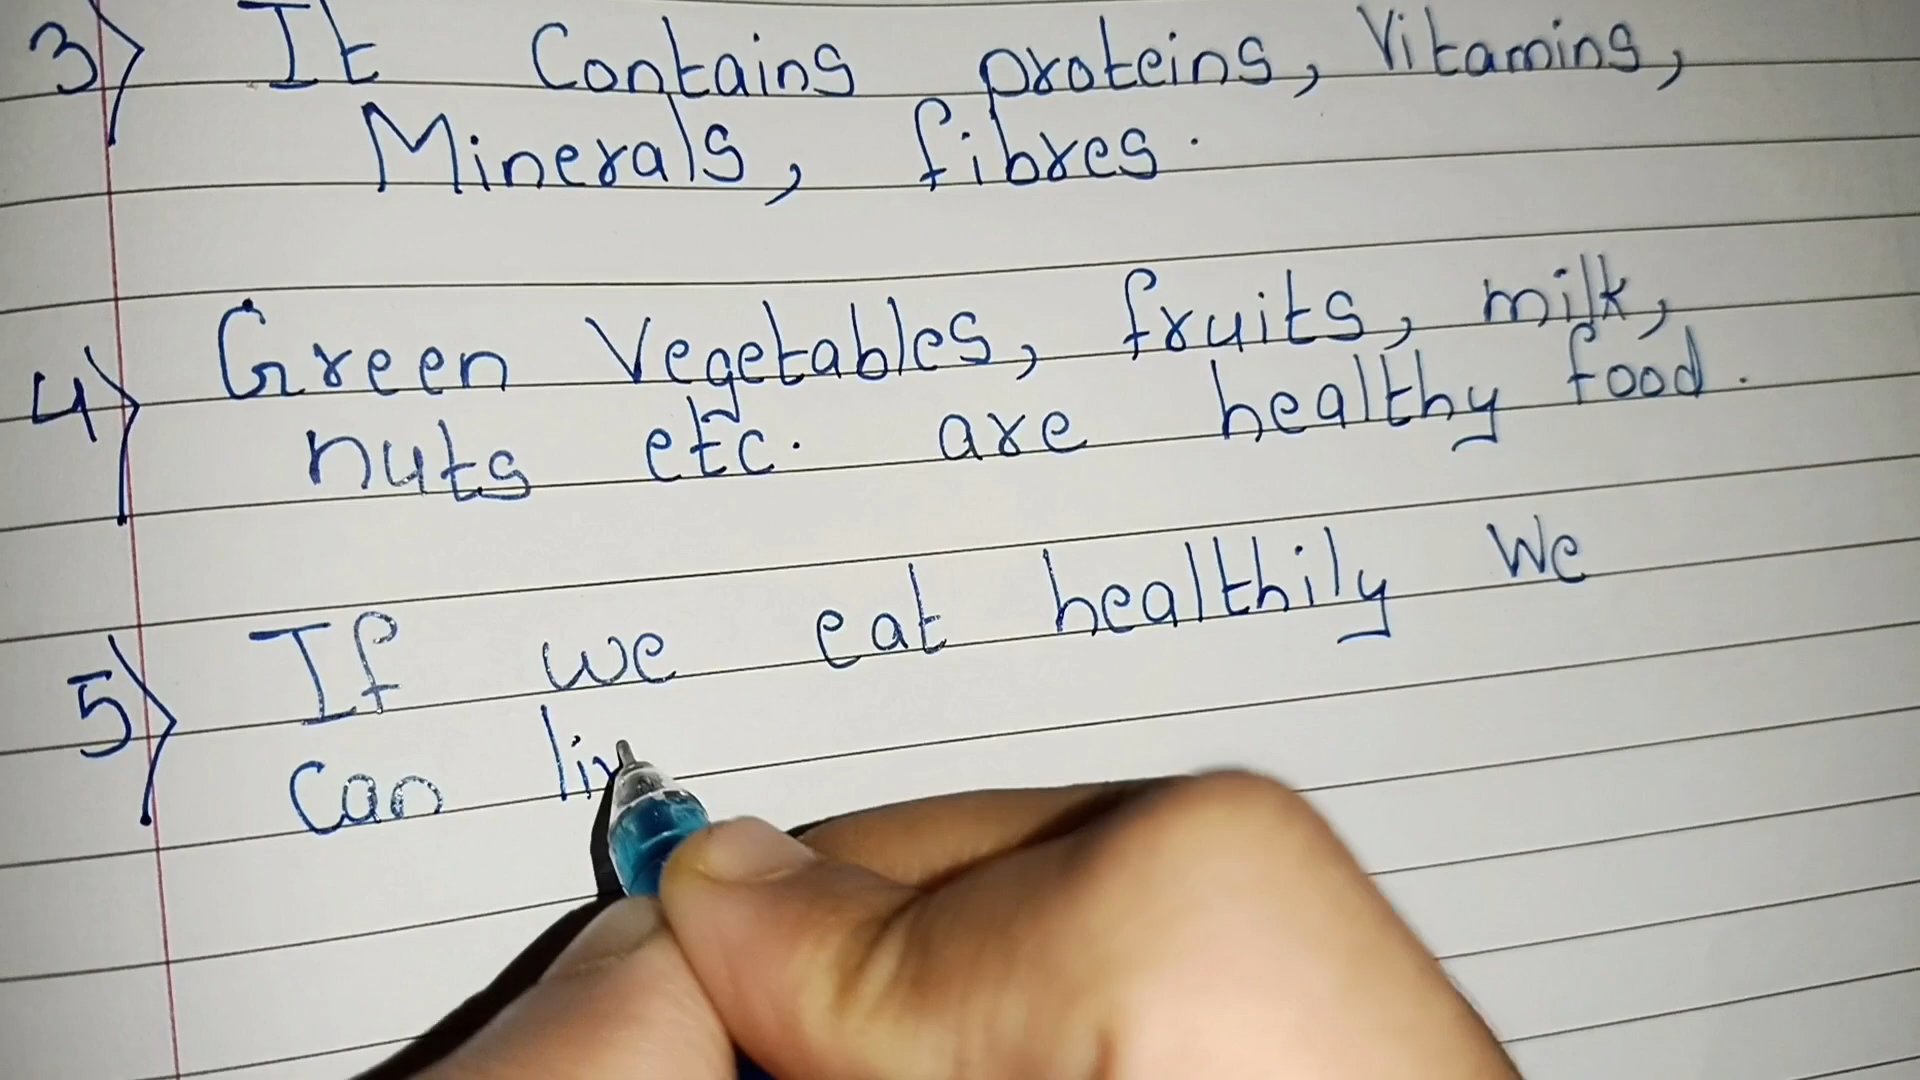 3) It Contains proteins, Vitamins,
Minerals, fibres.
4) Green Vegetables, fruits, milk,
nuts etc. are healthy food.
5) If we eat healthily We
Can liv